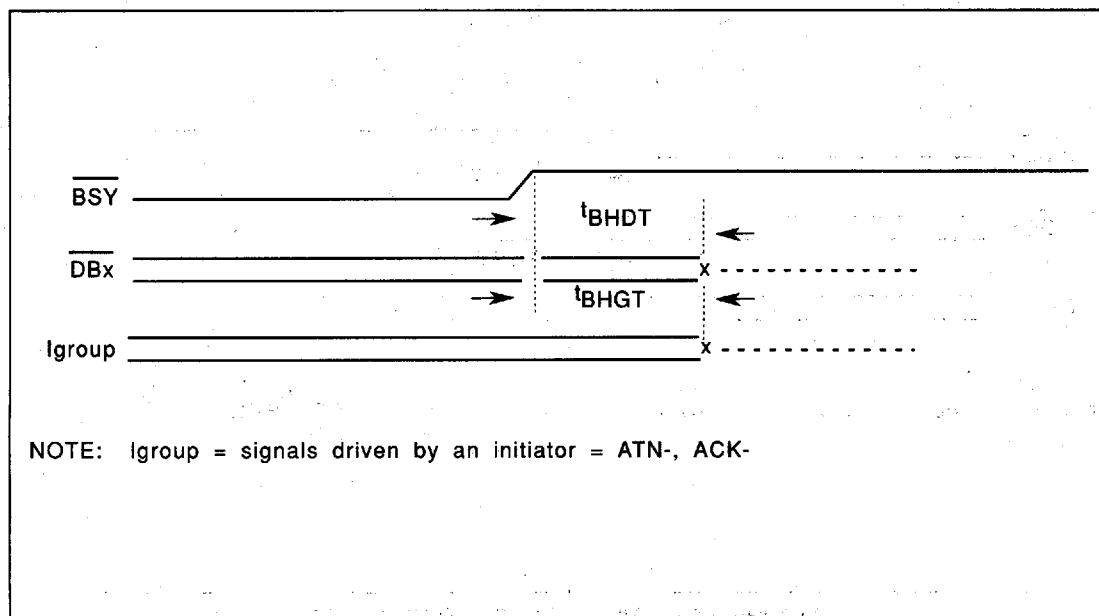 BSY
tBHDT
DBx
x
tBHGT
Igroup
x
NOTE: Igroup = signals driven by an initiator = ATN-, ACK-